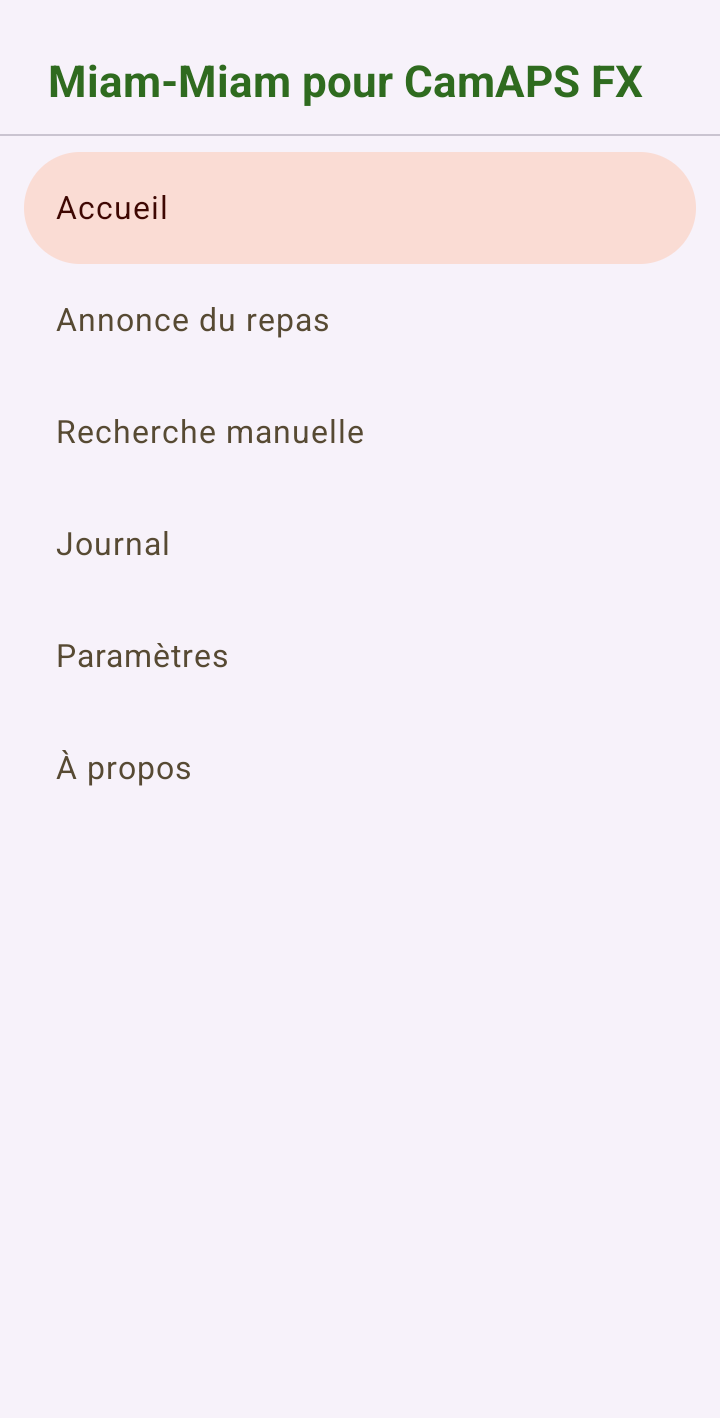 Miam-Miam pour CamAPS FX
Accueil
Annonce du repas
Recherche manuelle
Journal
Paramètres
À propos